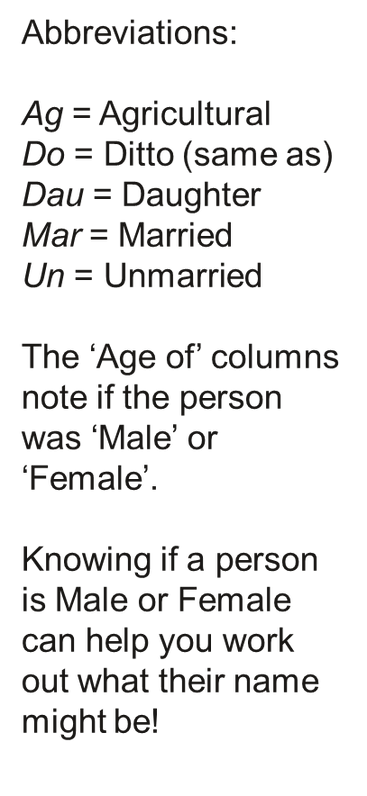 Abbreviations:
Ag = Agricultural
Do = Ditto (same as)
Dau = Daughter
Mar = Married
Un = Unmarried
The ‘Age of’ columns
note if the person
was ‘Male’ or
‘Female’.
Knowing if a person
is Male or Female
can help you work
out what their name
might be!